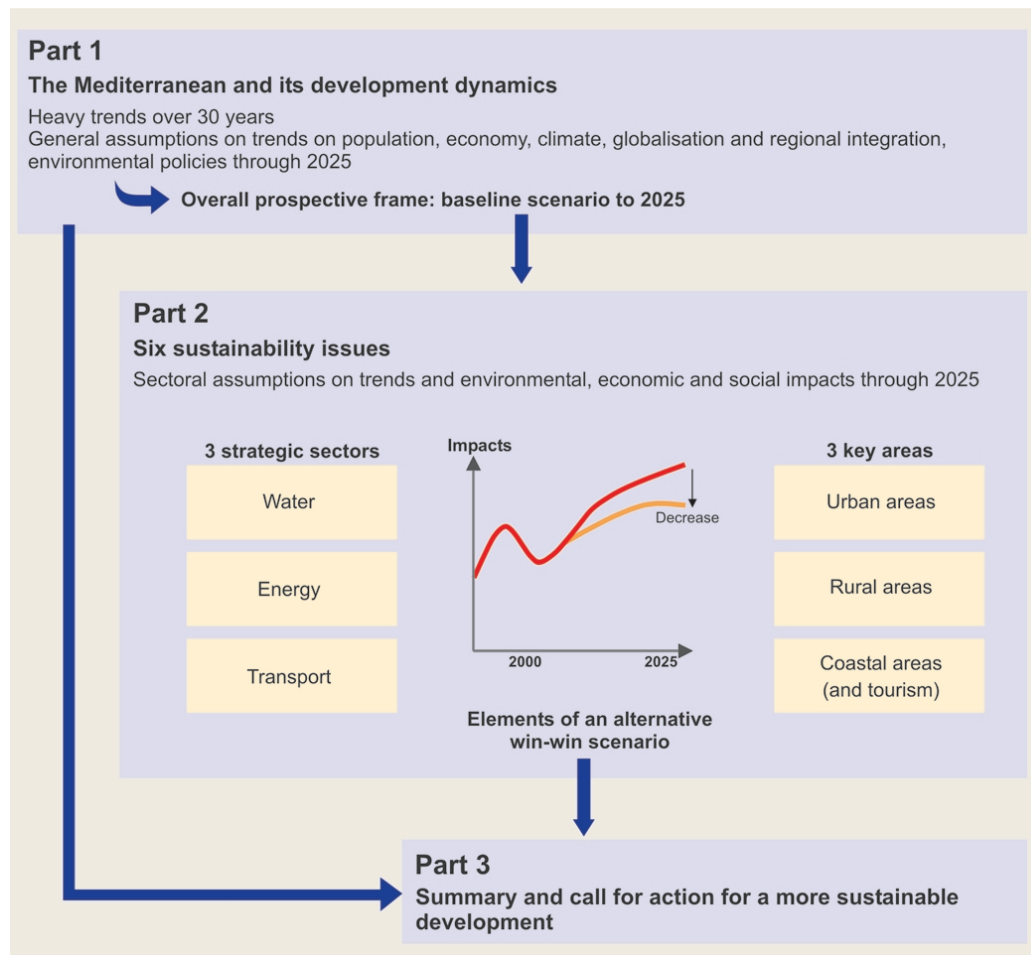 Part 1
The Mediterranean and its development dynamics
Heavy trends over 30 years
General assumptions on trends on population, economy, climate, globalisation and regional integration,
environmental policies through 2025
Overall prospective frame: baseline scenario to 2025
Part 2
Six sustainability issues
Sectoral assumptions on trends and environmental, economic and social impacts through 2025
3 strategic sectors
Water
Energy
Transport
Impacts
Decrease
2000
2025
Elements of an alternative
win-win scenario
3 key areas
Urban areas
Rural areas
Coastal areas
(and tourism)
Part 3
Summary and call for action for a more sustainable
development